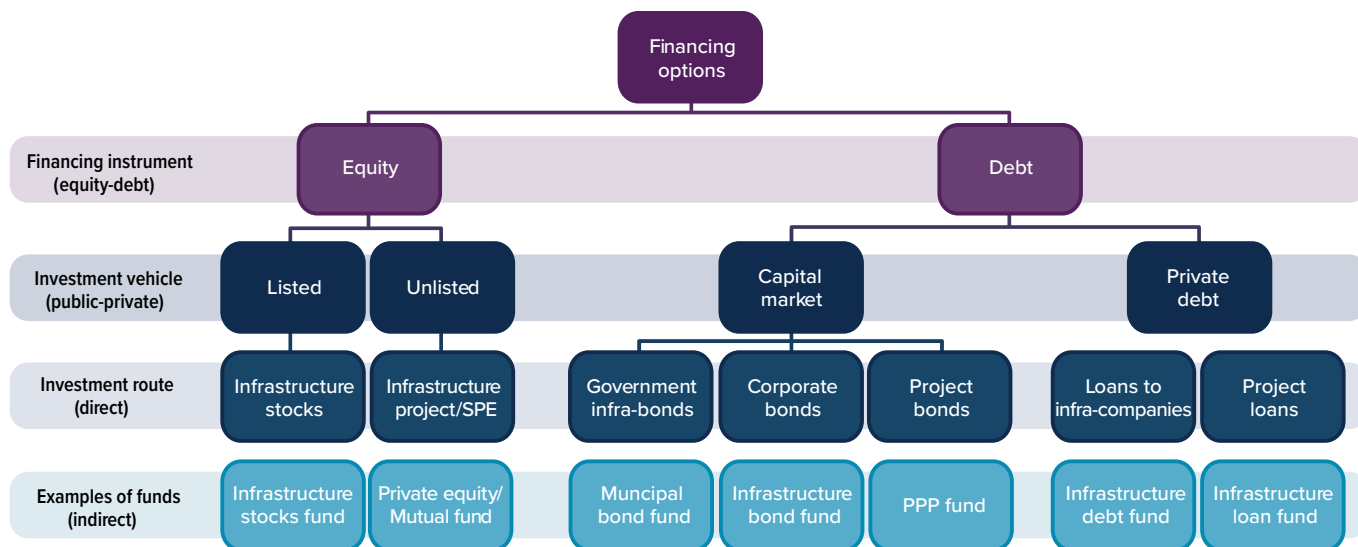 Financing
options
Financing instrument
(equity-debt)
Equity
Debt
Investment vehicle
(public-private)
Listed
Unlisted
Capital
market
Private
debt
Investment route
(direct)
Infrastructure
stocks
Infrastructure
project/SPE
Government
infra-bonds
Corporate
bonds
Project
bonds
Loans to
infra-companies
Project
loans
Examples of funds
(indirect)
Infrastructure
stocks fund
Private equity/
Mutual fund
Muncipal
bond fund
Infrastructure
bond fund
PPP fund
Infrastructure
debt fund
Infrastructure
loan fund